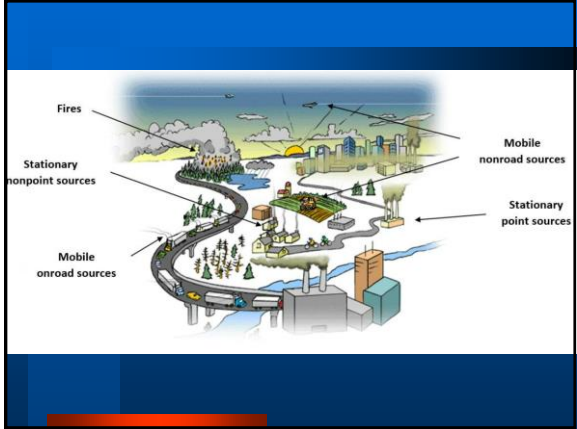 Fires
Stationary
nonpoint sources
Mobile
onroad sources
Mobile
nonroad sources
Stationary
point sources